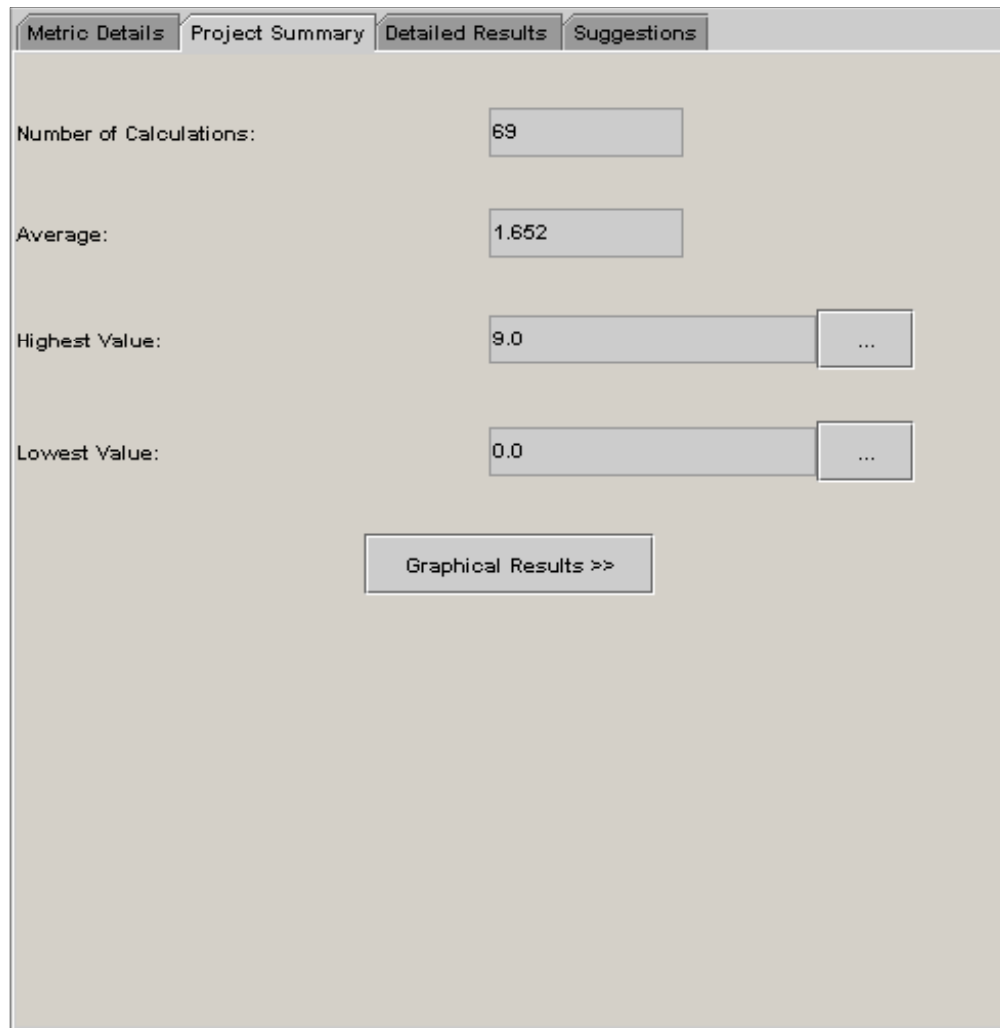 Metric Details Project Summary Detailed Results Suggestions
Number of Calculations: 69
Average: 1.652
Highest Value: 9.0 ...
Lowest Value: 0.0 ...
Graphical Results >>